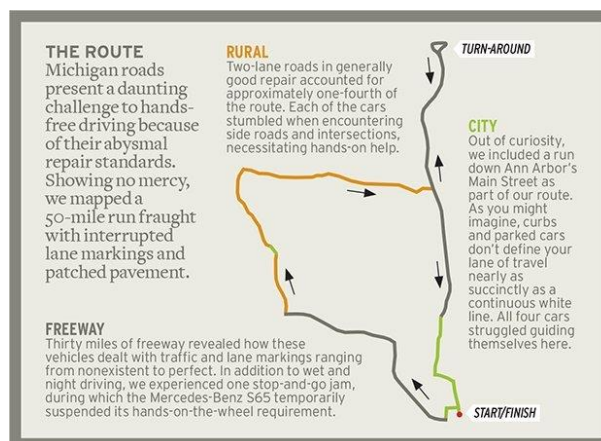 THE ROUTE
Michigan roads
present a daunting
challenge to hands-
free driving because
of their abysmal
repair standards.
Showing no mercy,
we mapped a
50-mile run fraught
with interrupted
lane markings and
patched pavement.
RURAL
Two-lane roads in generally
good repair accounted for
approximately one-fourth of
the route. Each of the cars
stumbled when encountering
side roads and intersections,
necessitating hands-on help.
TURN-AROUND
CITY
Out of curiosity,
we included a run
down Ann Arbor's
Main Street as
part of our route.
As you might
imagine, curbs
and parked cars
don't define your
lane of travel
nearly as
succinctly as a
continuous white
line. All four cars
struggled guiding
themselves here.
FREEWAY
Thirty miles of freeway revealed how these
vehicles dealt with traffic and lane markings ranging
from nonexistent to perfect. In addition to wet and
night driving, we experienced one stop-and-go jam,
during which the Mercedes-Benz S65 temporarily
suspended its hands-on-the-wheel requirement.
START/FINISH